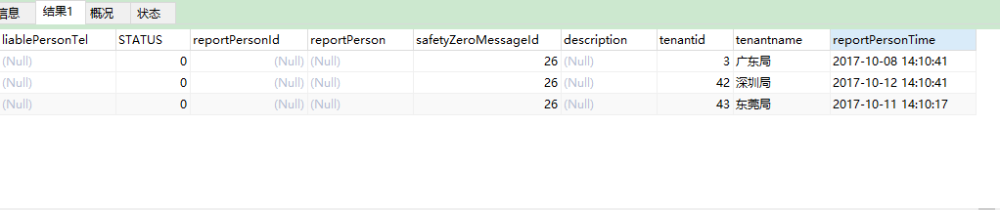 信息 结果1 概况 状态
liablePersonTel STATUS reportPersonId reportPerson safetyZeroMessageId description tenantid tenantname reportPersonTime
(Null) 0 (Null) (Null) 26 (Null) 3 广东局 2017-10-08 14:10:41
(Null) 0 (Null) (Null) 26 (Null) 42 深圳局 2017-10-12 14:10:41
(Null) 0 (Null) (Null) 26 (Null) 43 东莞局 2017-10-11 14:10:17